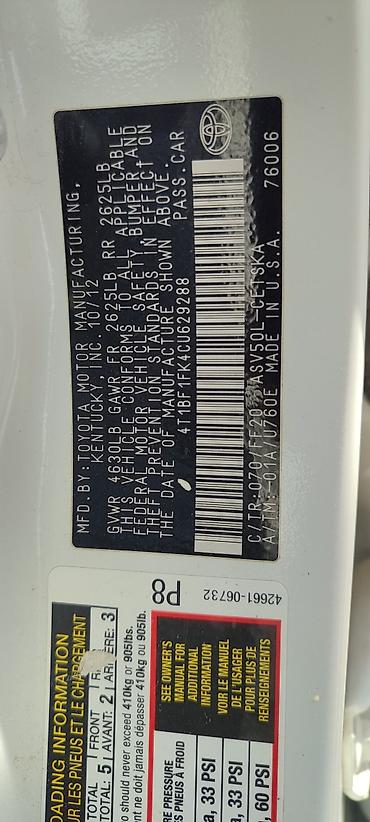 MFD.BY:TOYOTA MOTOR MANUFACTURING,
KENTUCKY, INC. 10/12
GVWR 4630LB GAWR FR 2625LB RR 2625LB
THIS VEHICLE CONFORMS TO ALL APPLICABLE
FEDERAL MOTOR VEHICLE SAFETY, BUMPER, AND
THEFT PREVENTION STANDARDS IN EFFECT ON
THE DATE OF MANUFACTURE SHOWN ABOVE.
4T1BF1FK4CU629288 PASS.CAR
C/TR:070/FF20 ASV50L-CETSKA
A/TM:-01A/U760E MADE IN U.S.A. 76006
OADING INFORMATION
UR LES PNEUS ET LE CHARGEMENT
TOTAL FRONT
TOTAL: 5 AVANT: 2 ARRIÈRE: 3
o should never exceed 410kg or 905lbs.
nt ne doit jamais dépasser 410kg ou 905lb.
P8
42661-06732
RE PRESSURE
S PNEUS À FROID
a, 33 PSI
a, 33 PSI
a, 60 PSI
SEE OWNER'S
MANUAL FOR
ADDITIONAL
INFORMATION
VOIR LE MANUEL
DE L'USAGER
POUR PLUS DE
RENSEIGNEMENTS